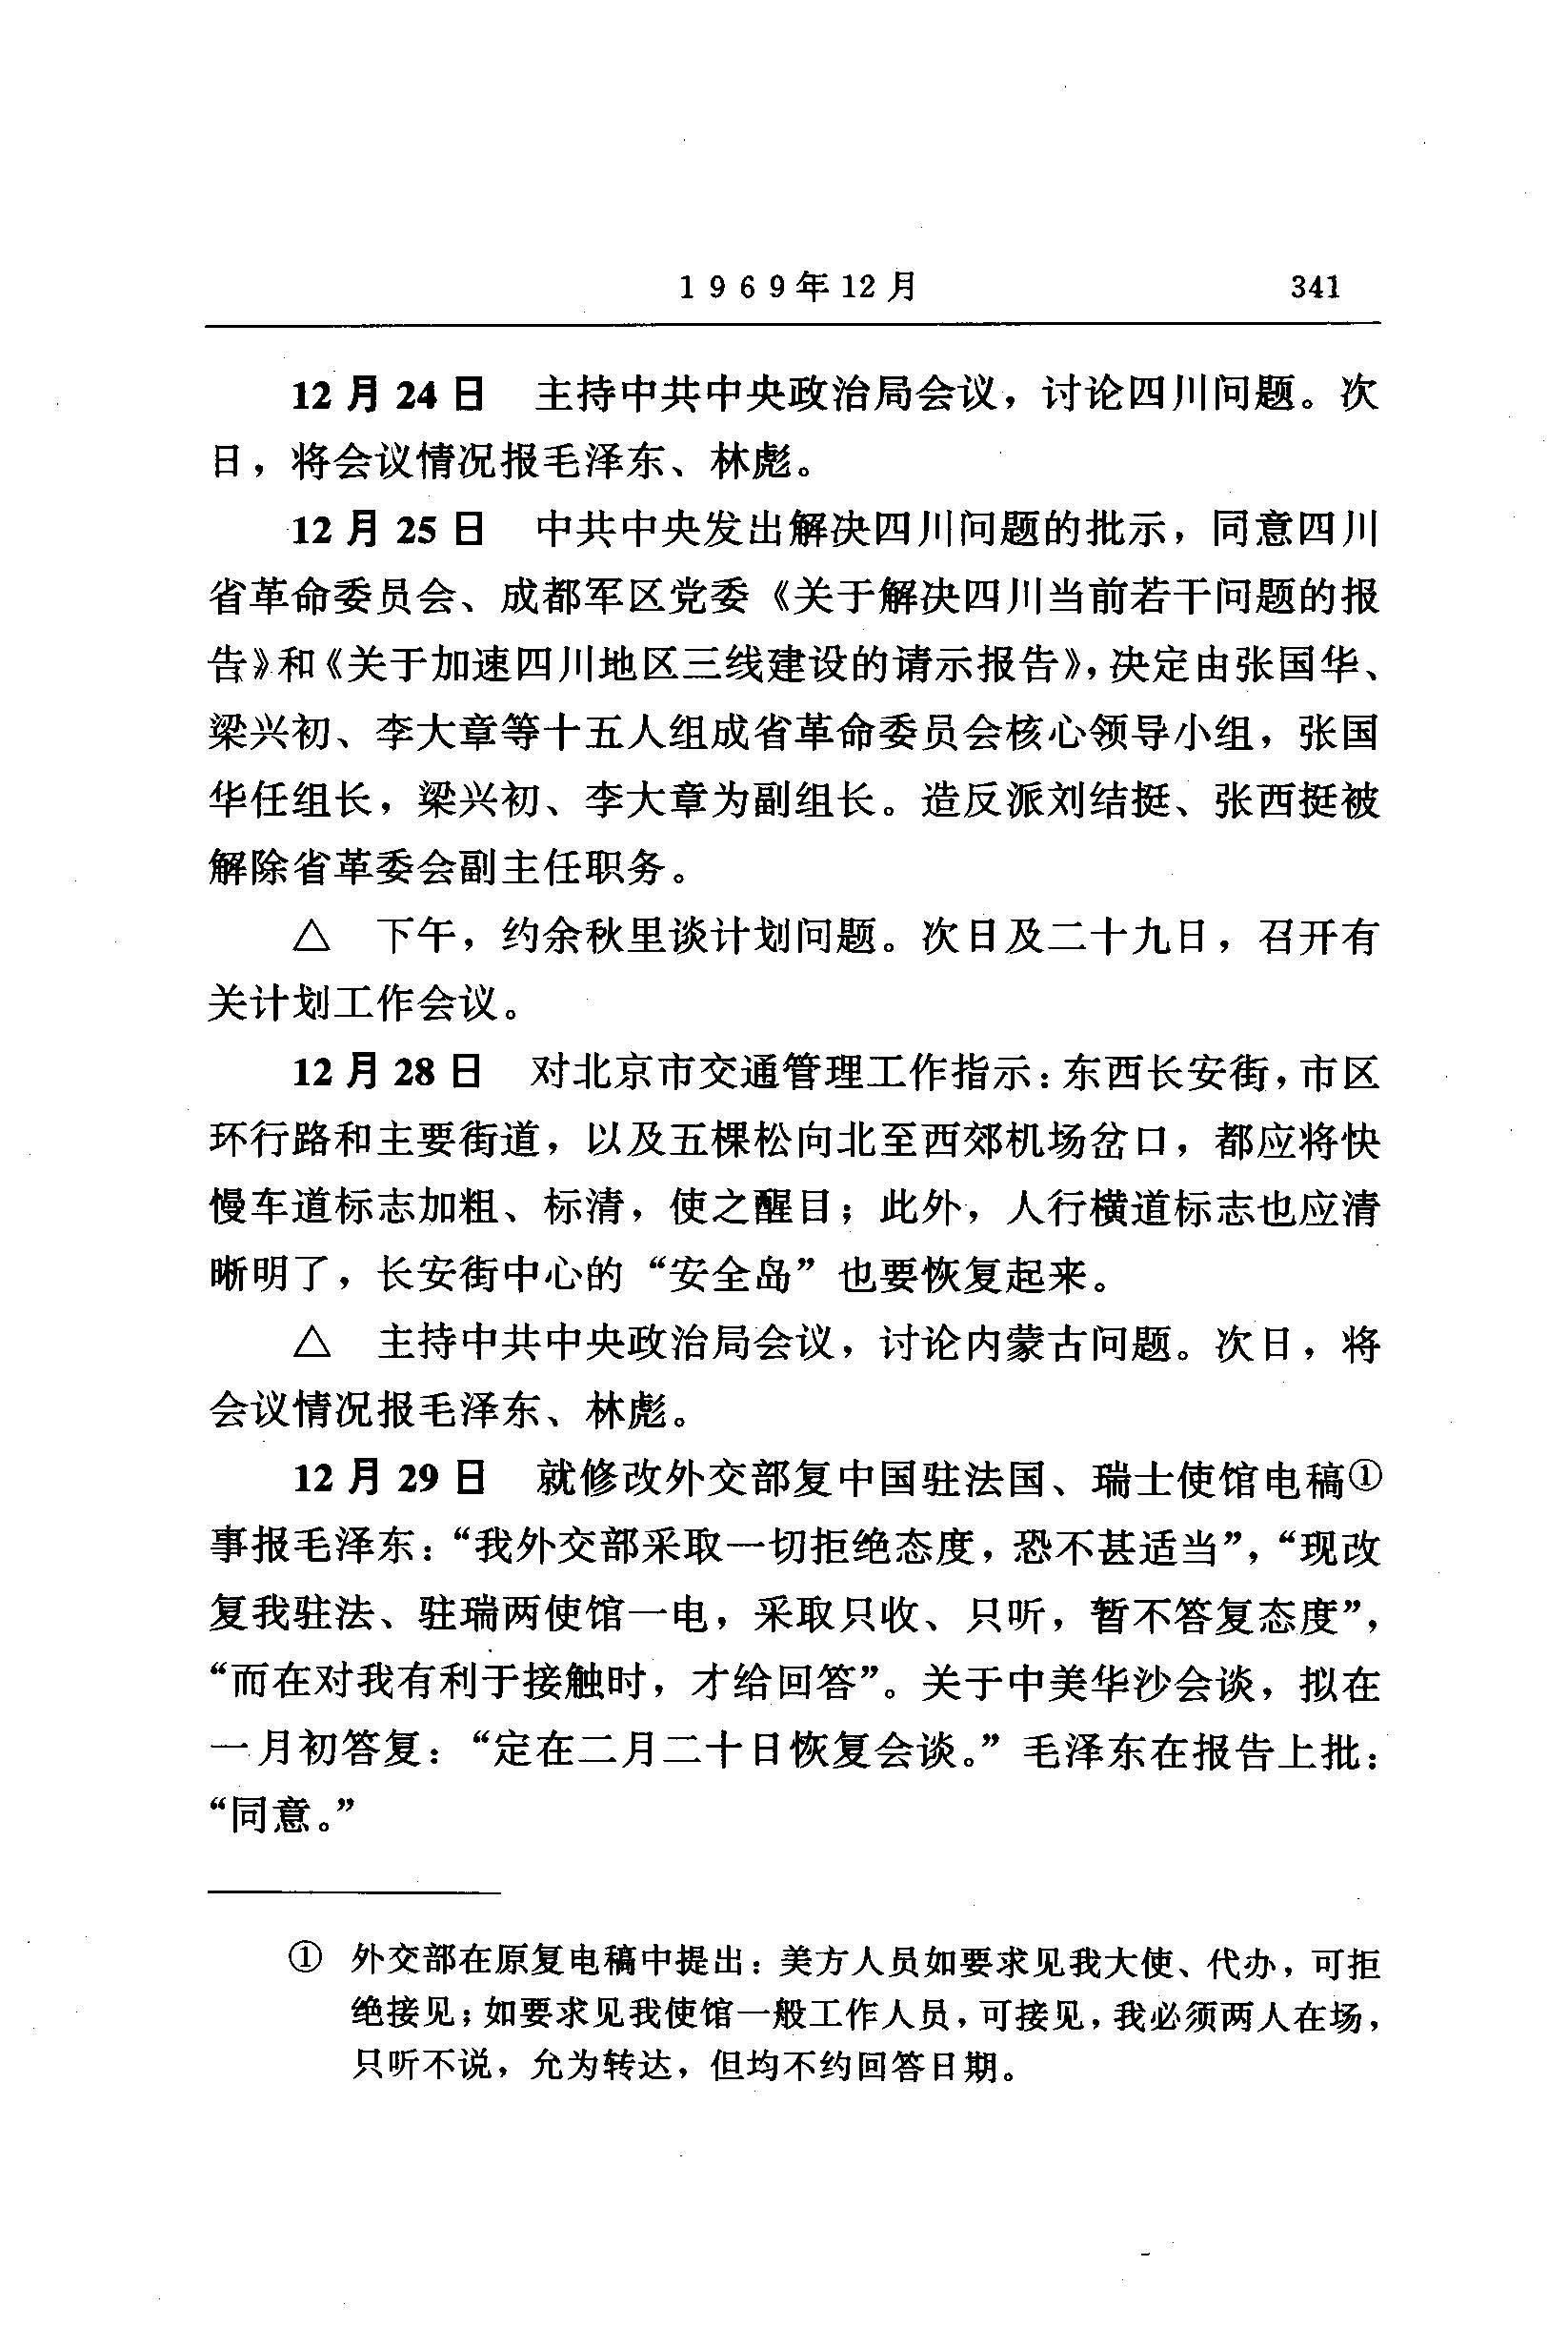 1969年12月 341
12月24日 主持中共中央政治局会议，讨论四川问题。次
日，将会议情况报毛泽东、林彪。
12月25日 中共中央发出解决四川问题的批示，同意四川
省革命委员会、成都军区党委《关于解决四川当前若干问题的报
告》和《关于加速四川地区三线建设的请示报告》，决定由张国华、
梁兴初、李大章等十五人组成省革命委员会核心领导小组，张国
华任组长，梁兴初、李大章为副组长。造反派刘结挺、张西挺被
解除省革委会副主任职务。
△ 下午，约余秋里谈计划问题。次日及二十九日，召开有
关计划工作会议。
12月28日 对北京市交通管理工作指示：东西长安街，市区
环行路和主要街道，以及五棵松向北至西郊机场岔口，都应将快
慢车道标志加粗、标清，使之醒目；此外，人行横道标志也应清
晰明了，长安街中心的“安全岛”也要恢复起来。
△ 主持中共中央政治局会议，讨论内蒙古问题。次日，将
会议情况报毛泽东、林彪。
12月29日 就修改外交部复中国驻法国、瑞士使馆电稿①
事报毛泽东：“我外交部采取一切拒绝态度，恐不甚适当”，“现改
复我驻法、驻瑞两使馆一电，采取只收、只听，暂不答复态度”，
“而在对我有利于接触时，才给回答”。关于中美华沙会谈，拟在
一月初答复：“定在二月二十日恢复会谈。”毛泽东在报告上批：
“同意。”
① 外交部在原复电稿中提出：美方人员如要求见我大使、代办，可拒
绝接见；如要求见我使馆一般工作人员，可接见，我必须两人在场，
只听不说，允为转达，但均不约回答日期。